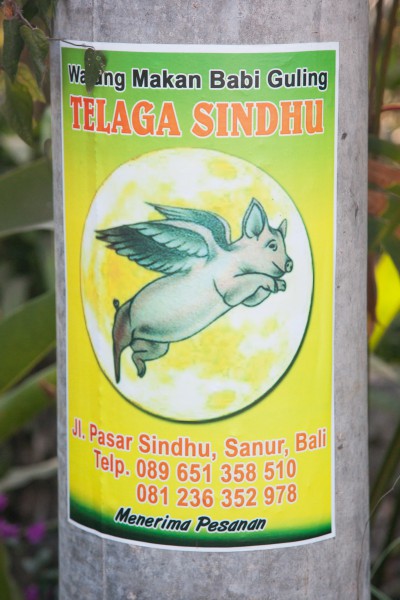 Warung Makan Babi Guling
TELAGA SINDHU
Jl. Pasar Sindhu, Sanur, Bali
Telp. 089 651 358 510
081 236 352 978
Menerima Pesanan